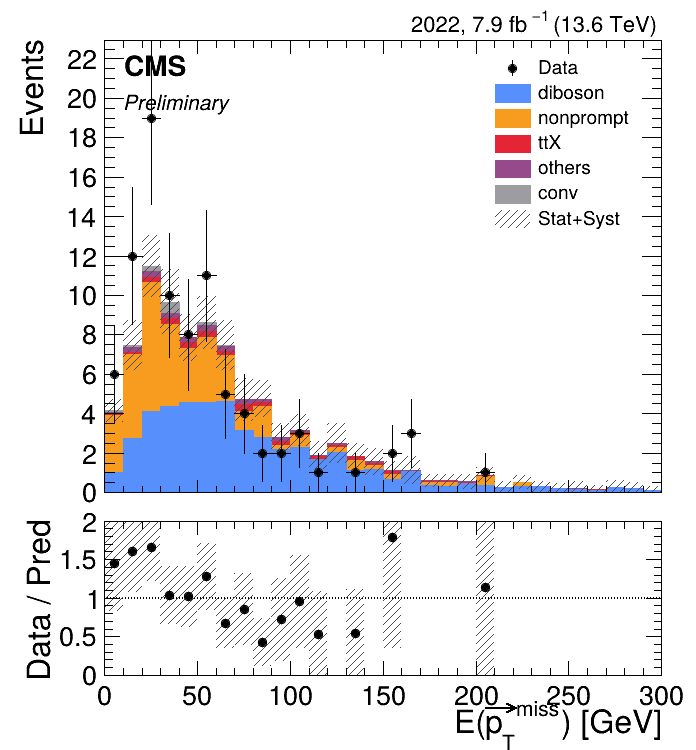 2022, 7.9 fb⁻¹ (13.6 TeV)
Events
22
20
18
16
14
12
10
8
6
4
2
0
CMS
Preliminary
Data
diboson
nonprompt
ttX
others
conv
Stat+Syst
Data / Pred
2
1.5
1
0.5
0
0 50 100 150 200 250 300
E(p⃗_T^miss) [GeV]